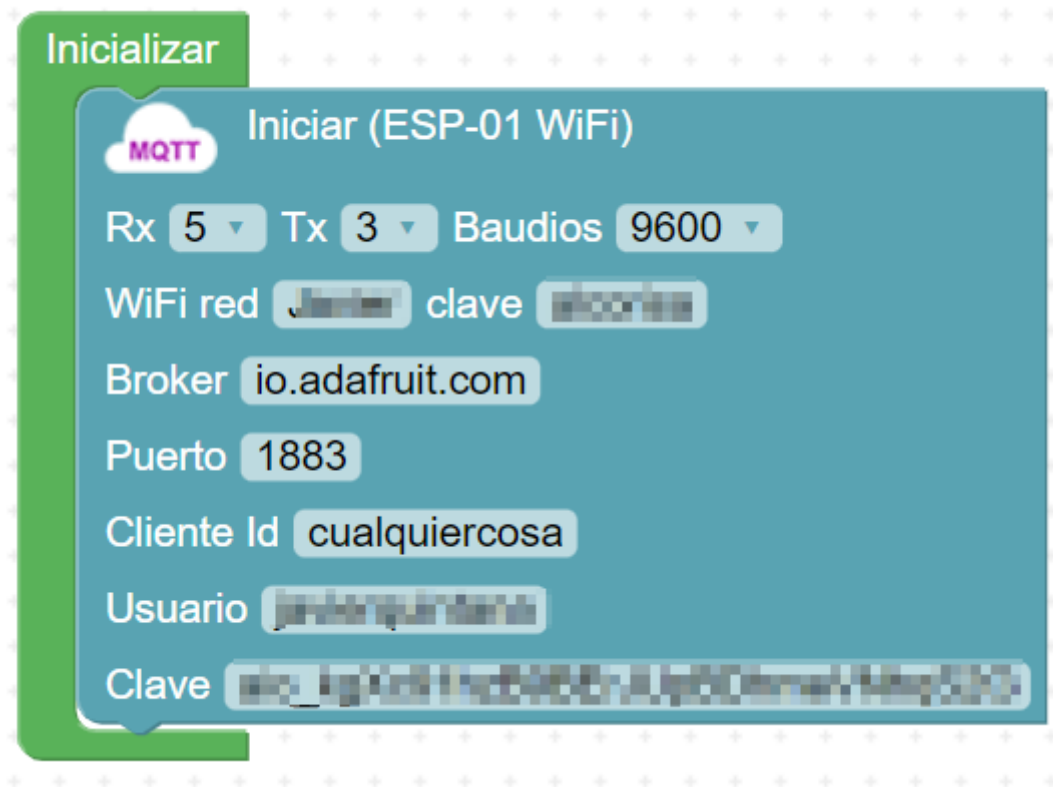 Inicializar
MQTT Iniciar (ESP-01 WiFi)
Rx 5 Tx 3 Baudios 9600
WiFi red clave
Broker io.adafruit.com
Puerto 1883
Cliente Id cualquiercosa
Usuario
Clave